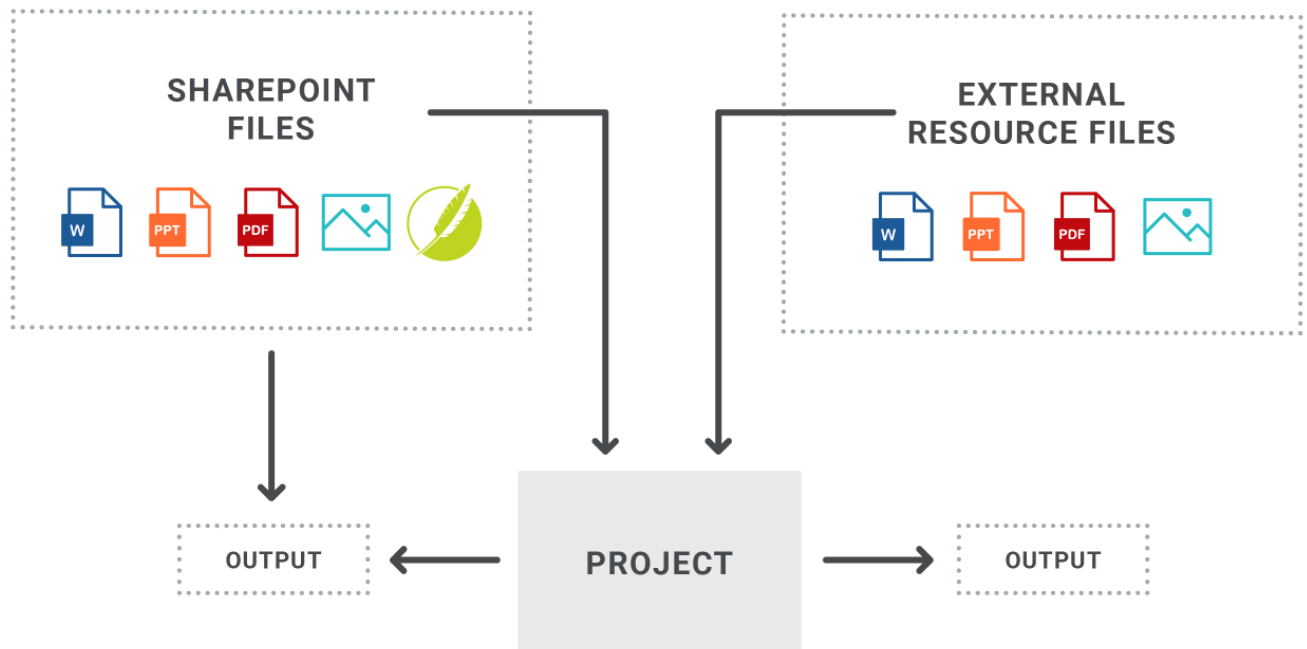 SHAREPOINT
FILES
W
PPT
PDF
EXTERNAL
RESOURCE FILES
W
PPT
PDF
OUTPUT
PROJECT
OUTPUT